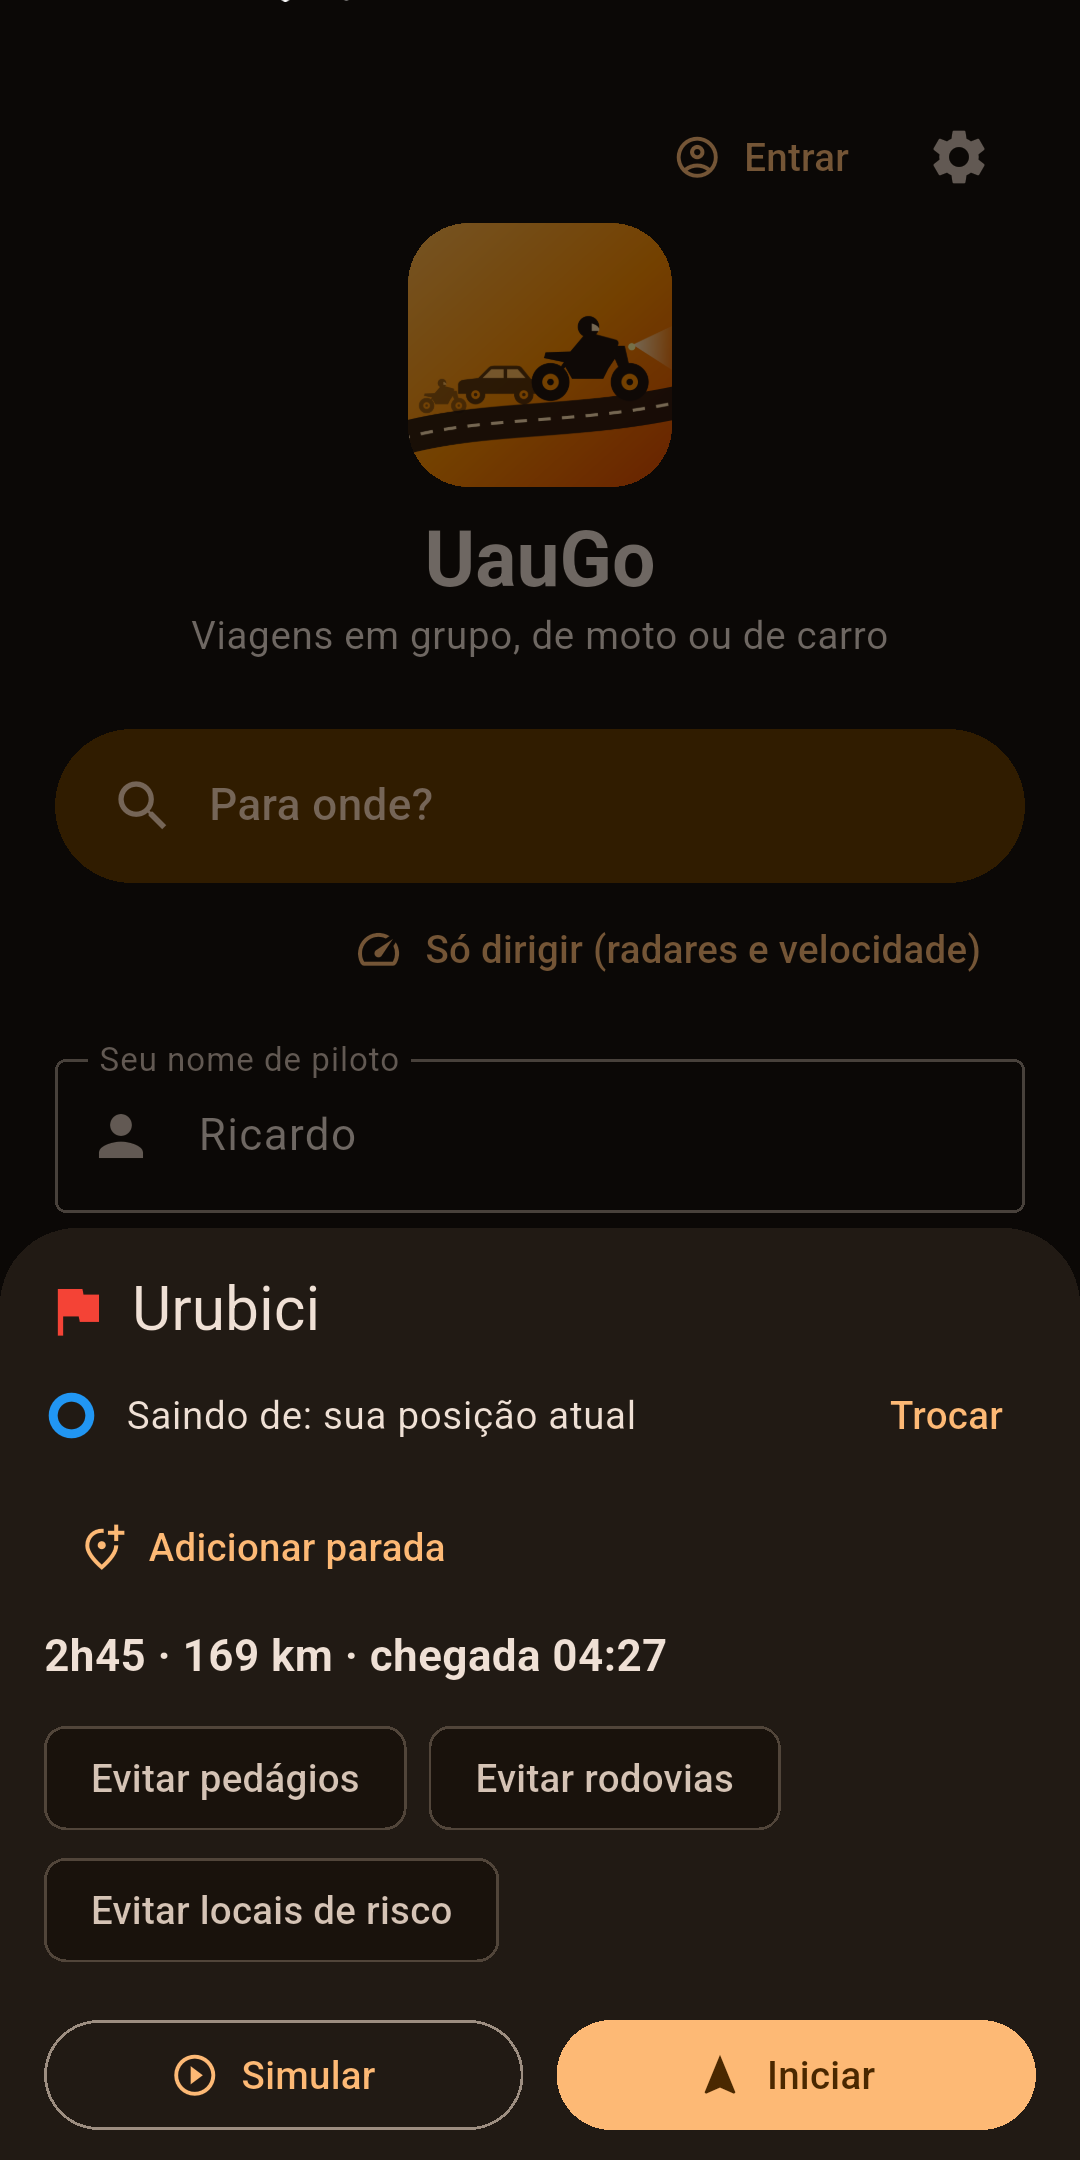 Entrar
UauGo
Viagens em grupo, de moto ou de carro
Para onde?
Só dirigir (radares e velocidade)
Seu nome de piloto
Ricardo
Urubici
Saindo de: sua posição atual
Trocar
Adicionar parada
2h45 · 169 km · chegada 04:27
Evitar pedágios
Evitar rodovias
Evitar locais de risco
Simular
Iniciar